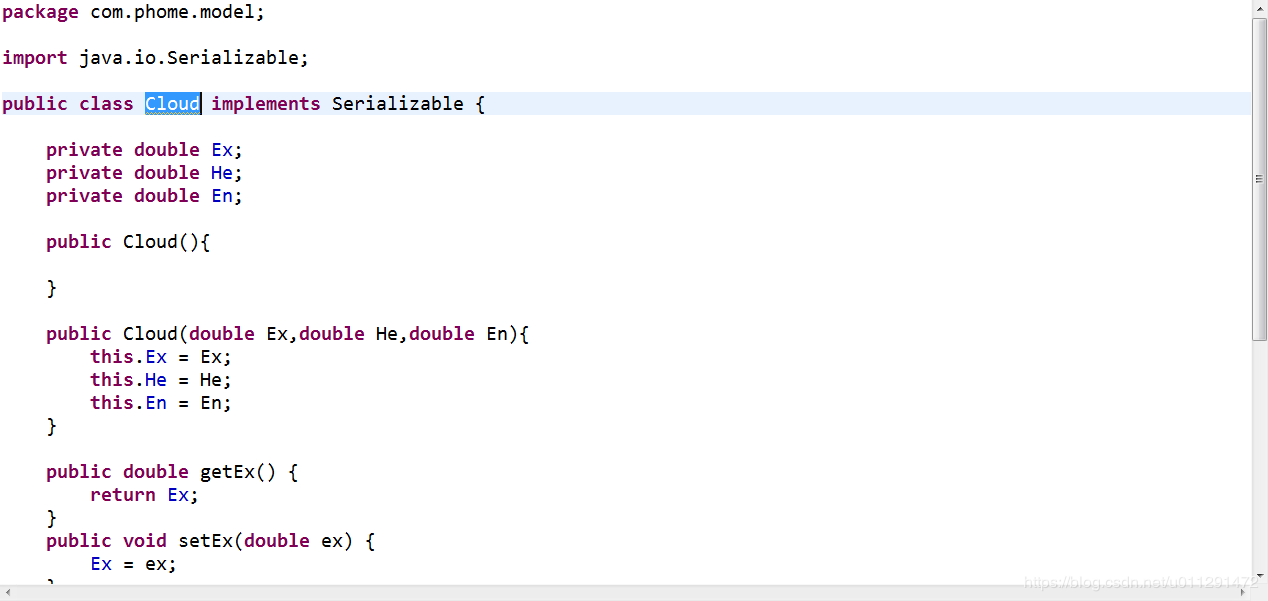 package com.phome.model;
import java.io.Serializable;
public class Cloud implements Serializable {
private double Ex;
private double He;
private double En;
public Cloud(){
}
public Cloud(double Ex,double He,double En){
this.Ex = Ex;
this.He = He;
this.En = En;
}
public double getEx() {
return Ex;
}
public void setEx(double ex) {
Ex = ex;
https://blog.csdn.net/u011291472